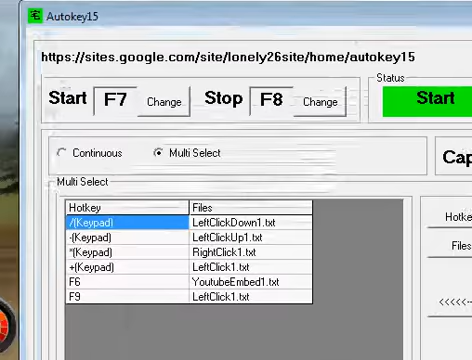 Autokey15
https://sites.google.com/site/lonely26site/home/autokey15
Start F7 Change Stop F8 Change
Status
Start
Continuous Multi Select
Cap
Multi Select
Hotkey Files
/(Keypad) LeftClickDown1.txt
-(Keypad) LeftClickUp1.txt
*(Keypad) RightClick1.txt
+(Keypad) LeftClick1.txt
F6 YoutubeEmbed1.txt
F9 LeftClick1.txt
Hotke
Files
<<<<<--